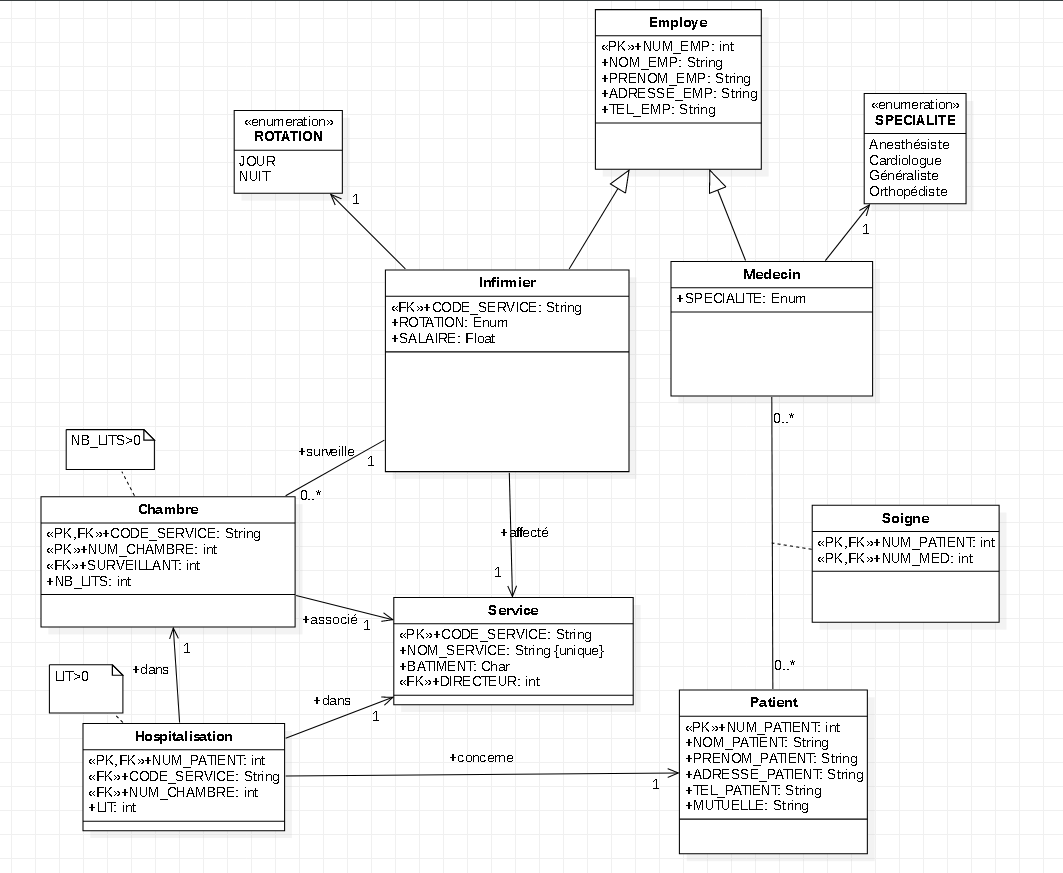 Employe
«PK»+NUM_EMP: int
+NOM_EMP: String
+PRENOM_EMP: String
+ADRESSE_EMP: String
+TEL_EMP: String
«enumeration»
ROTATION
JOUR
NUIT
1
«enumeration»
SPECIALITE
Anesthésiste
Cardiologue
Généraliste
Orthopédiste
1
Infirmier
«FK»+CODE_SERVICE: String
+ROTATION: Enum
+SALAIRE: Float
Medecin
+SPECIALITE: Enum
0..*
NB_LITS>0
+surveille
1
0..*
Chambre
«PK,FK»+CODE_SERVICE: String
«PK»+NUM_CHAMBRE: int
«FK»+SURVEILLANT: int
+NB_LITS: int
+affecté
1
Soigne
«PK,FK»+NUM_PATIENT: int
«PK,FK»+NUM_MED: int
+associé
1
Service
«PK»+CODE_SERVICE: String
+NOM_SERVICE: String {unique}
+BATIMENT: Char
«FK»+DIRECTEUR: int
1
+dans
LIT>0
+dans
1
0..*
Hospitalisation
«PK,FK»+NUM_PATIENT: int
«FK»+CODE_SERVICE: String
«FK»+NUM_CHAMBRE: int
+LIT: int
+concerne
1
Patient
«PK»+NUM_PATIENT: int
+NOM_PATIENT: String
+PRENOM_PATIENT: String
+ADRESSE_PATIENT: String
+TEL_PATIENT: String
+MUTUELLE: String